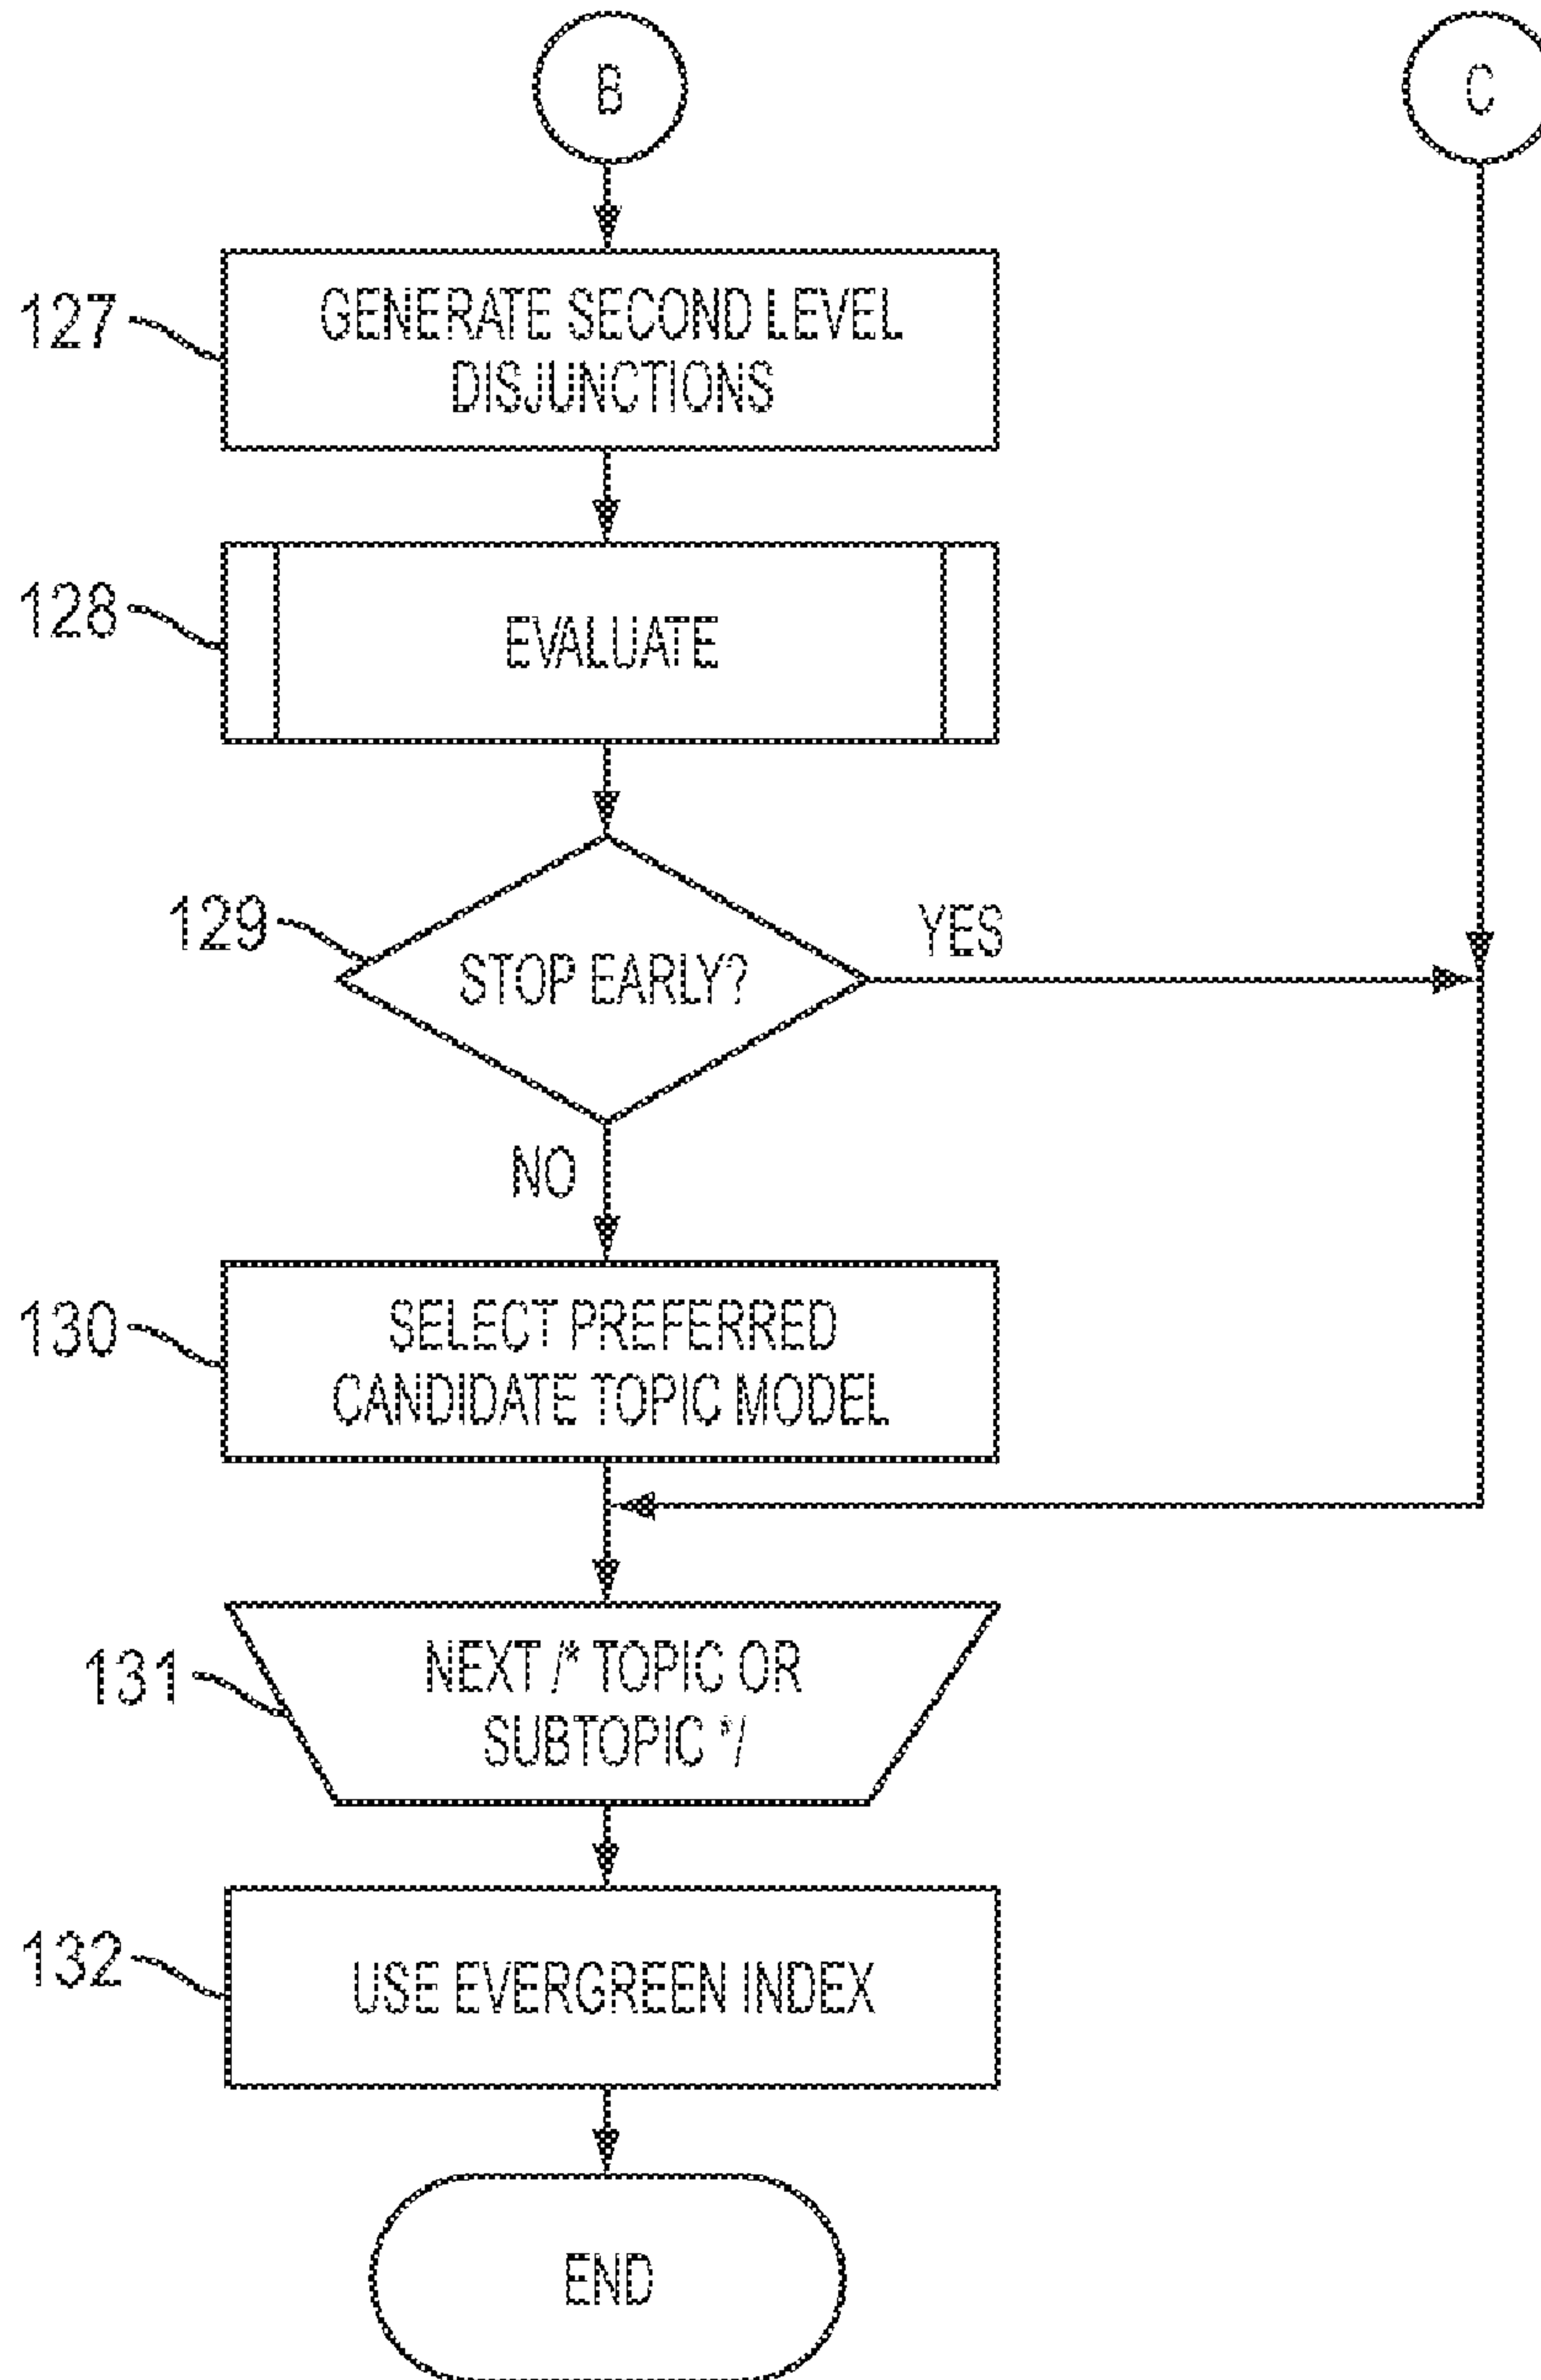 B
C
127
GENERATE SECOND LEVEL
DISJUNCTIONS
128
EVALUATE
129
STOP EARLY?
YES
NO
130
SELECT PREFERRED
CANDIDATE TOPIC MODEL
131
NEXT /* TOPIC OR
SUBTOPIC */
132
USE EVERGREEN INDEX
END